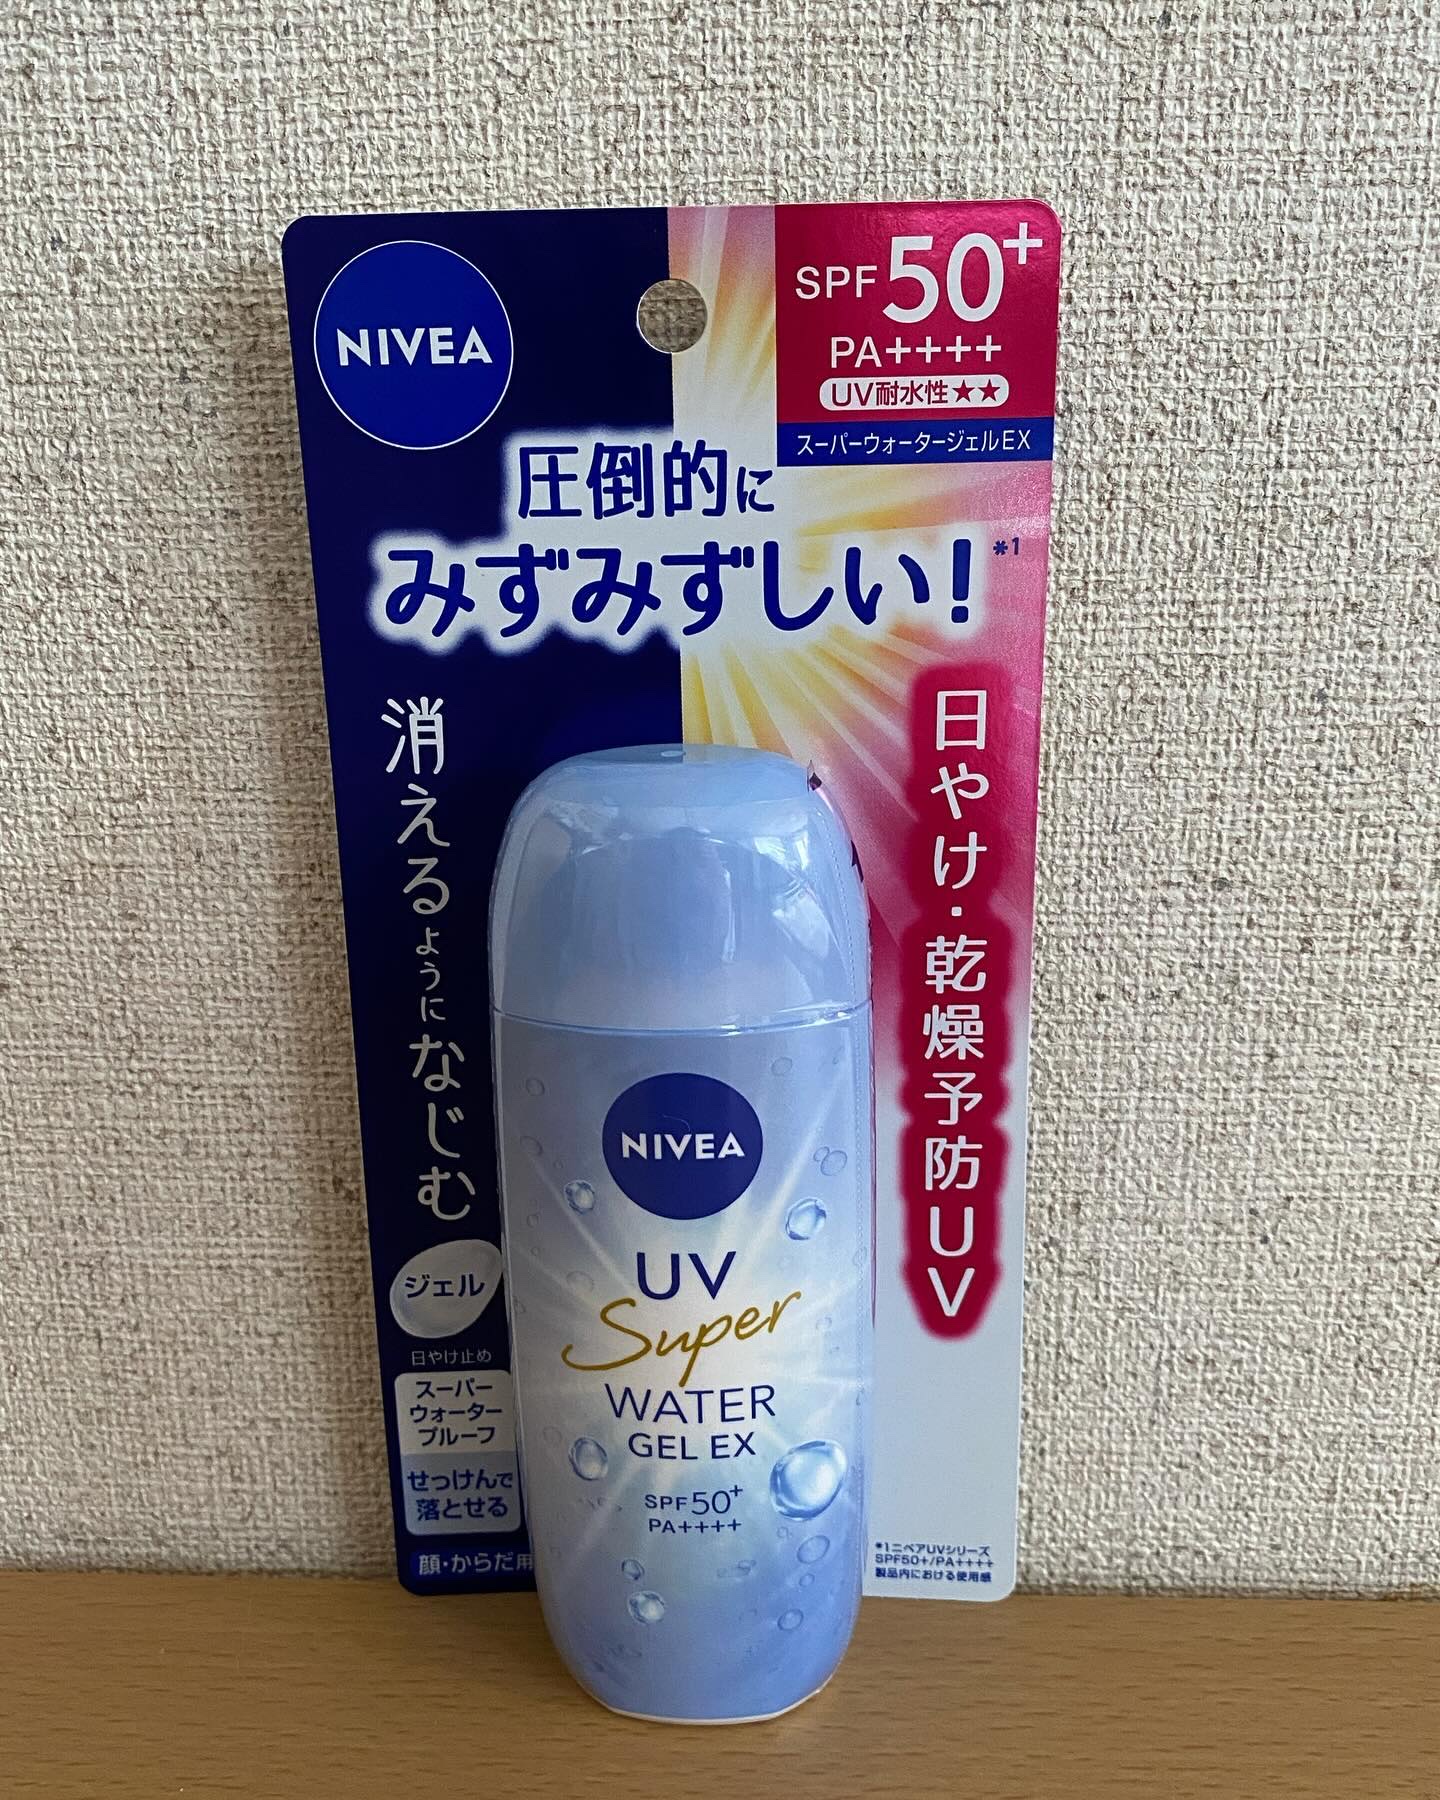 NIVEA
SPF50+
PA++++
UV耐水性★★
スーパーウォータージェルEX
圧倒的に
みずみずしい!*1
消えるようになじむ
日やけ・乾燥予防UV
ジェル
日やけ止め
スーパー
ウォーター
プルーフ
せっけんで
落とせる
顔・からだ用
NIVEA
UV
Super
WATER
GEL EX
SPF50+
PA++++
*1ニベアUVシリーズ
SPF50+/PA++++
製品内における使用感